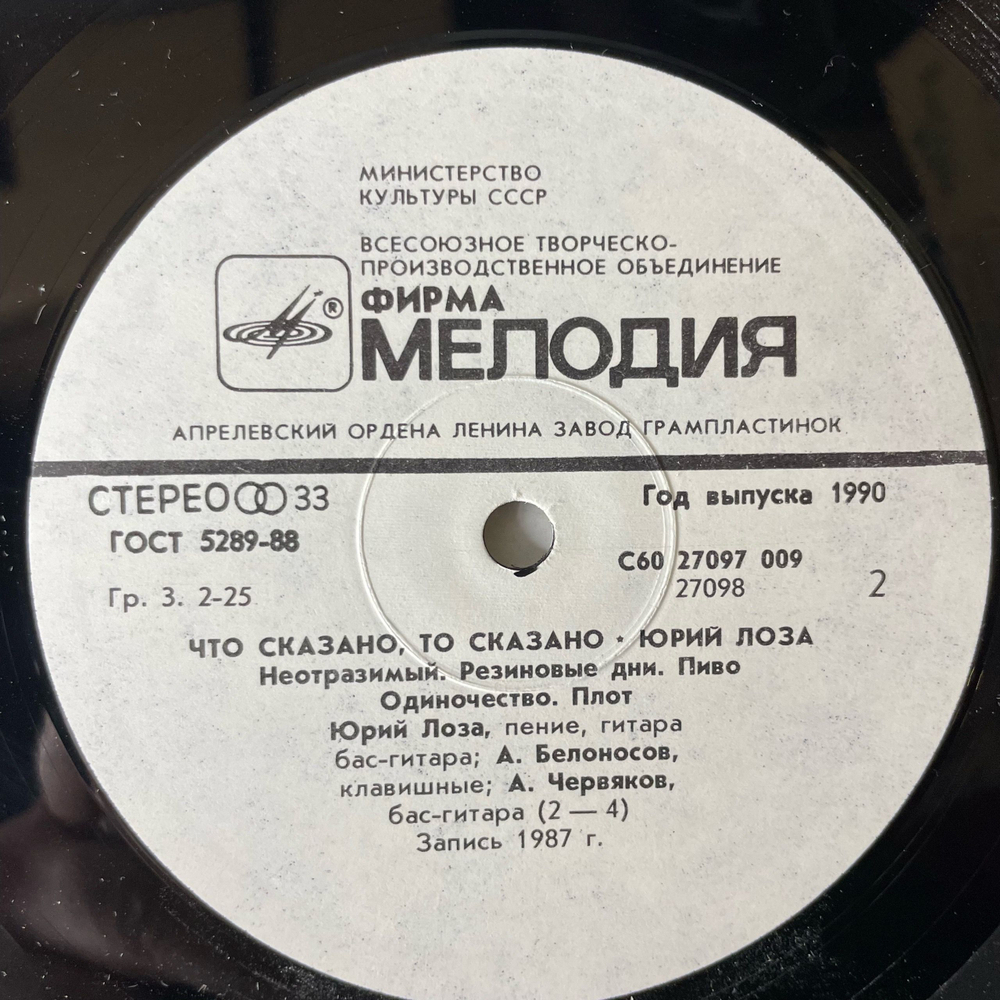 МИНИСТЕРСТВО
КУЛЬТУРЫ СССР
ВСЕСОЮЗНОЕ ТВОРЧЕСКО-
ПРОИЗВОДСТВЕННОЕ ОБЪЕДИНЕНИЕ
®
ФИРМА
МЕЛОДИЯ
АПРЕЛЕВСКИЙ ОРДЕНА ЛЕНИНА ЗАВОД ГРАМПЛАСТИНОК
СТЕРЕО 33 Год выпуска 1990
ГОСТ 5289-88
С60 27097 009
Гр. 3. 2-25 27098 2
ЧТО СКАЗАНО, ТО СКАЗАНО * ЮРИЙ ЛОЗА
Неотразимый. Резиновые дни. Пиво
Одиночество. Плот
Юрий Лоза, пение, гитара
бас-гитара; А. Белоносов,
клавишные; А. Червяков,
бас-гитара (2 — 4)
Запись 1987 г.